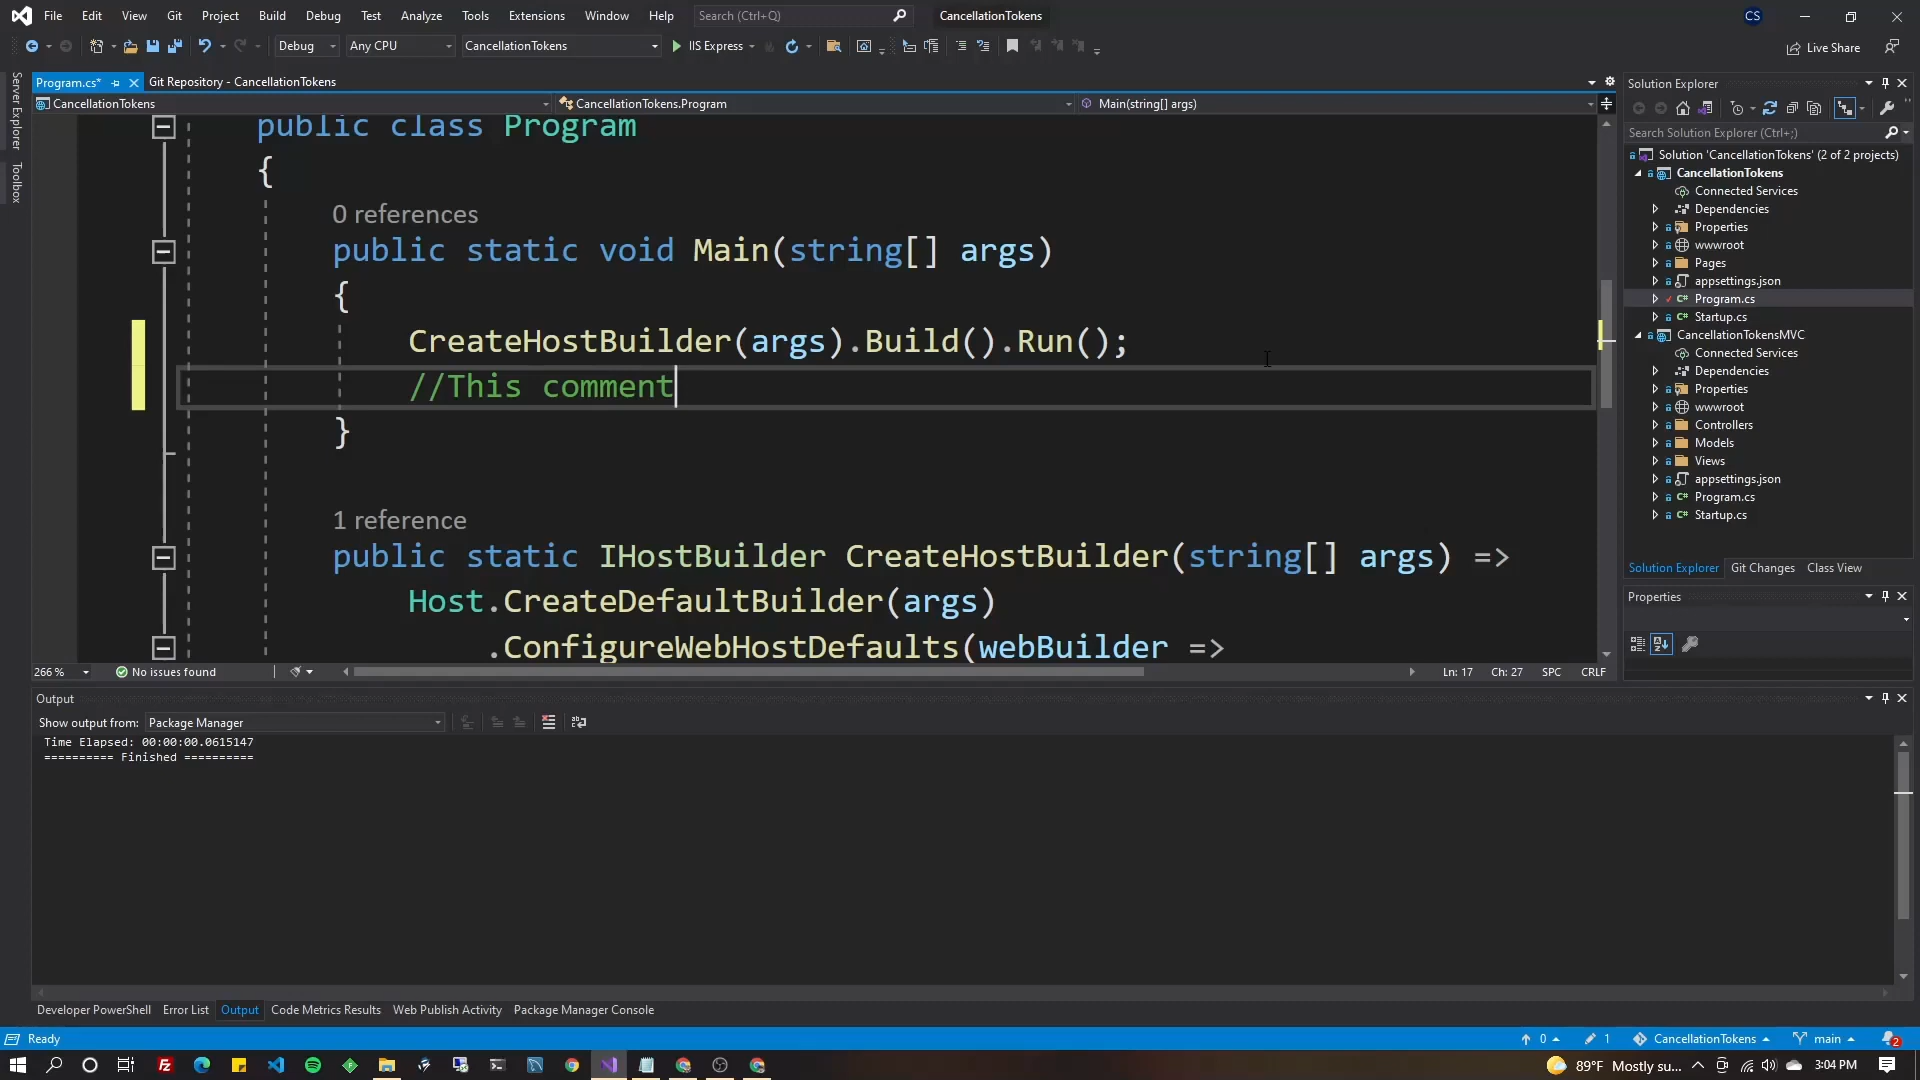 File Edit View Git Project Build Debug Test Analyze Tools Extensions Window Help Search (Ctrl+Q) CancellationTokens CS
Debug Any CPU CancellationTokens IIS Express Live Share
Server Explorer
Toolbox
Program.cs* Git Repository - CancellationTokens
CancellationTokens CancellationTokens.Program Main(string[] args)
public class Program
{
0 references
public static void Main(string[] args)
{
CreateHostBuilder(args).Build().Run();
//This comment
}
1 reference
public static IHostBuilder CreateHostBuilder(string[] args) =>
Host.CreateDefaultBuilder(args)
.ConfigureWebHostDefaults(webBuilder =>
266 % No issues found Ln: 17 Ch: 27 SPC CRLF
Solution Explorer
Search Solution Explorer (Ctrl+;)
Solution 'CancellationTokens' (2 of 2 projects)
CancellationTokens
Connected Services
Dependencies
Properties
wwwroot
Pages
appsettings.json
C# Program.cs
C# Startup.cs
CancellationTokensMVC
Connected Services
Dependencies
Properties
wwwroot
Controllers
Models
Views
appsettings.json
C# Program.cs
C# Startup.cs
Solution Explorer Git Changes Class View
Properties
Output
Show output from: Package Manager
Time Elapsed: 00:00:00.0615147
========== Finished ==========
Developer PowerShell Error List Output Code Metrics Results Web Publish Activity Package Manager Console
Ready 0 1 CancellationTokens main 2
89°F Mostly su... 3:04 PM